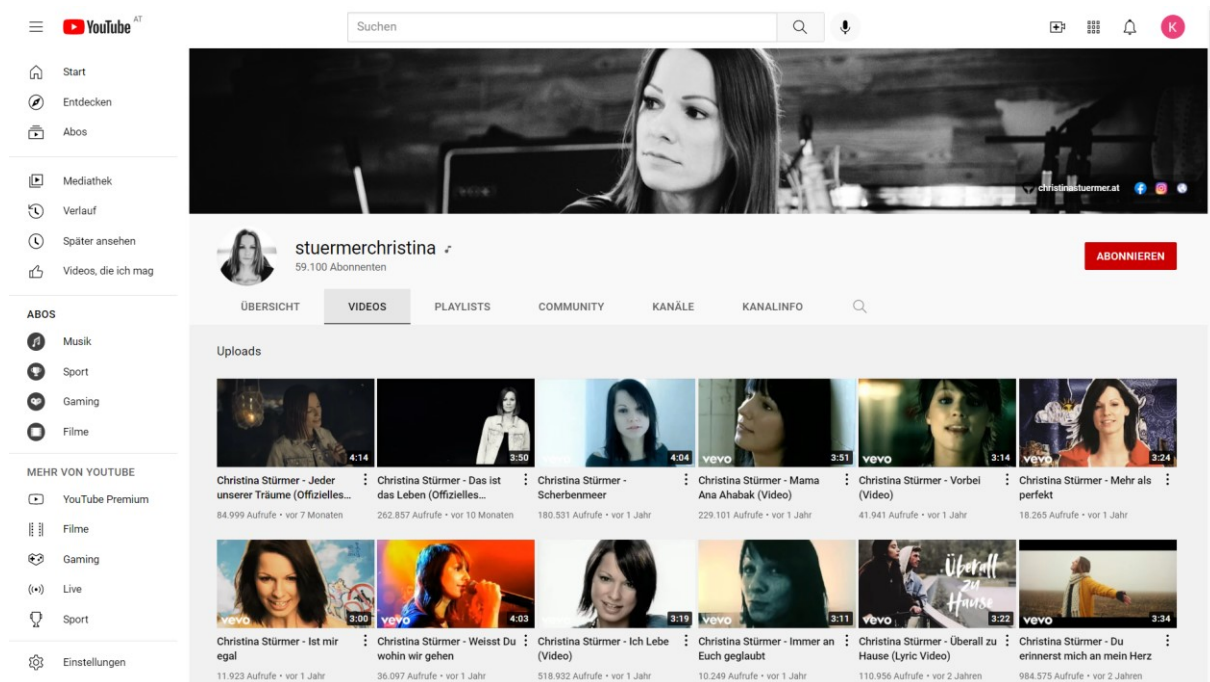 YouTube AT
Suchen
K
Start
Entdecken
Abos
Mediathek
Verlauf
Später ansehen
Videos, die ich mag
ABOS
Musik
Sport
Gaming
Filme
MEHR VON YOUTUBE
YouTube Premium
Filme
Gaming
Live
Sport
Einstellungen
christinastuermer.at
stuermerchristina
59.100 Abonnenten
ABONNIEREN
ÜBERSICHT VIDEOS PLAYLISTS COMMUNITY KANÄLE KANALINFO
Uploads
4:14
Christina Stürmer - Jeder
unserer Träume (Offizielles...
84.999 Aufrufe • vor 7 Monaten
3:50
Christina Stürmer - Das ist
das Leben (Offizielles...
262.857 Aufrufe • vor 10 Monaten
vevo 4:04
Christina Stürmer -
Scherbenmeer
180.531 Aufrufe • vor 1 Jahr
vevo 3:51
Christina Stürmer - Mama
Ana Ahabak (Video)
229.101 Aufrufe • vor 1 Jahr
vevo 3:14
Christina Stürmer - Vorbei
(Video)
41.941 Aufrufe • vor 1 Jahr
vevo 3:24
Christina Stürmer - Mehr als
perfekt
18.265 Aufrufe • vor 1 Jahr
vevo 3:00
Christina Stürmer - Ist mir
egal
11.923 Aufrufe • vor 1 Jahr
vevo 4:03
Christina Stürmer - Weisst Du
wohin wir gehen
36.097 Aufrufe • vor 1 Jahr
vevo 3:19
Christina Stürmer - Ich Lebe
(Video)
518.932 Aufrufe • vor 1 Jahr
vevo 3:11
Christina Stürmer - Immer an
Euch geglaubt
10.249 Aufrufe • vor 1 Jahr
Überall
zu
Hause
vevo 3:22
Christina Stürmer - Überall zu
Hause (Lyric Video)
110.956 Aufrufe • vor 2 Jahren
vevo 3:34
Christina Stürmer - Du
erinnerst mich an mein Herz
984.575 Aufrufe • vor 2 Jahren